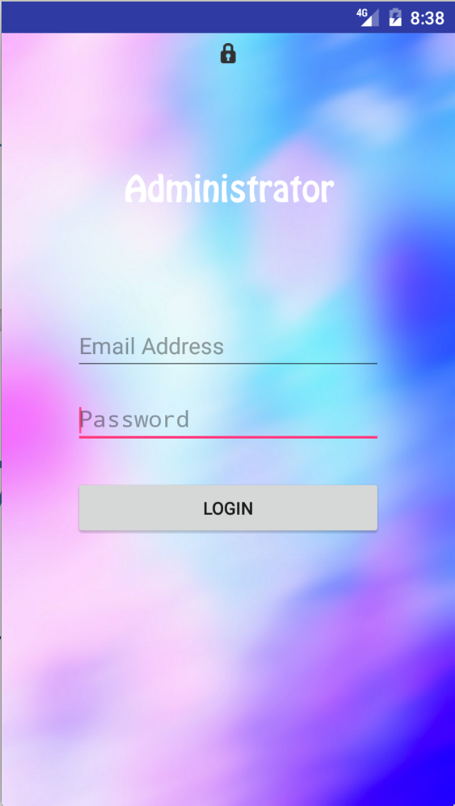 4G 8:38
Administrator
Email Address
Password
LOGIN